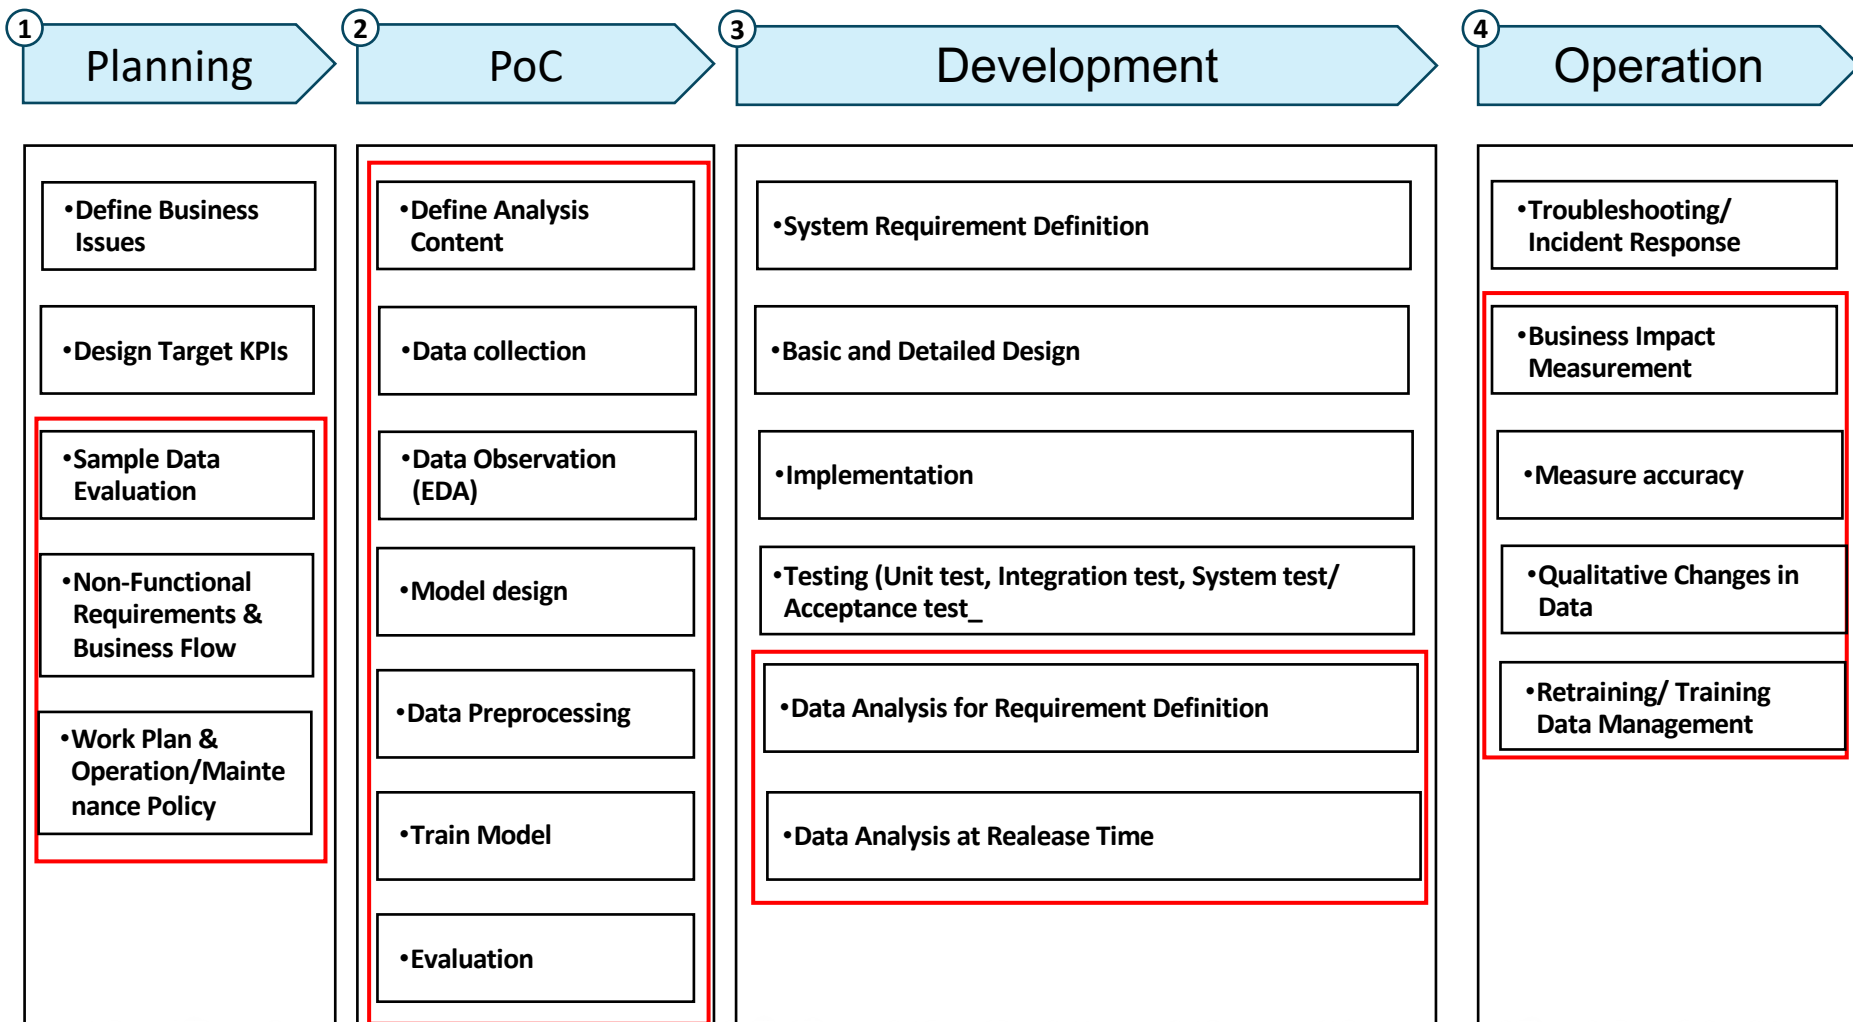 1
Planning
2
PoC
3
Development
4
Operation
•Define Business
Issues
•Design Target KPIs
•Sample Data
Evaluation
•Non-Functional
Requirements &
Business Flow
•Work Plan &
Operation/Mainte
nance Policy
•Define Analysis
Content
•Data collection
•Data Observation
(EDA)
•Model design
•Data Preprocessing
•Train Model
•Evaluation
•System Requirement Definition
•Basic and Detailed Design
•Implementation
•Testing (Unit test, Integration test, System test/
Acceptance test_
•Data Analysis for Requirement Definition
•Data Analysis at Realease Time
•Troubleshooting/
Incident Response
•Business Impact
Measurement
•Measure accuracy
•Qualitative Changes in
Data
•Retraining/ Training
Data Management